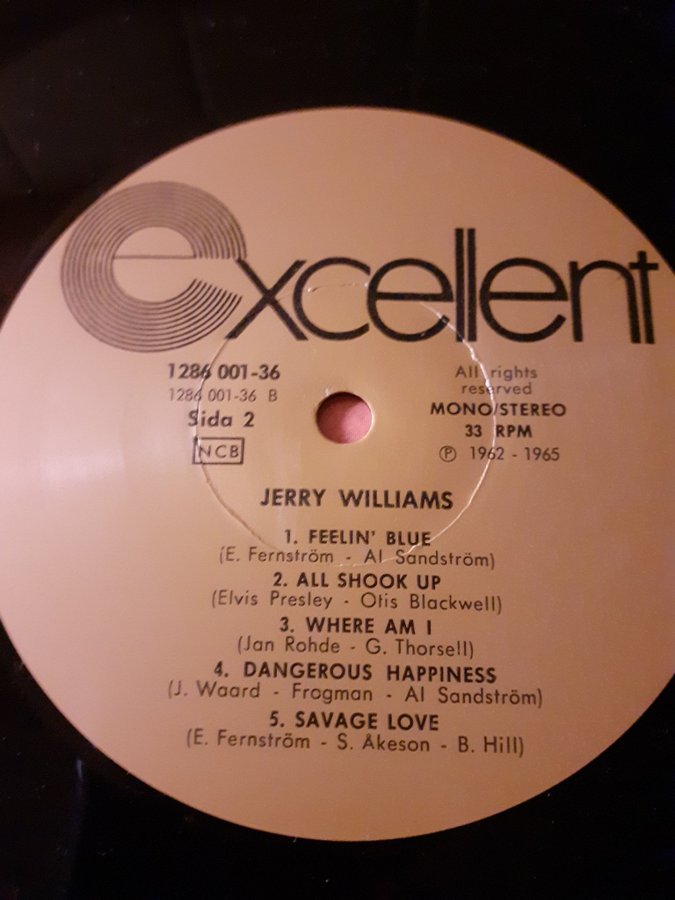 excellent
1286 001-36
1286 001-36 B
Sida 2
NCB
All rights
reserved
MONO/STEREO
33 RPM
℗ 1962 - 1965
JERRY WILLIAMS
1. FEELIN' BLUE
(E. Fernström - Al Sandström)
2. ALL SHOOK UP
(Elvis Presley - Otis Blackwell)
3. WHERE AM I
(Jan Rohde - G. Thorsell)
4. DANGEROUS HAPPINESS
(J. Waard - Frogman - Al Sandström)
5. SAVAGE LOVE
(E. Fernström - S. Åkeson - B. Hill)